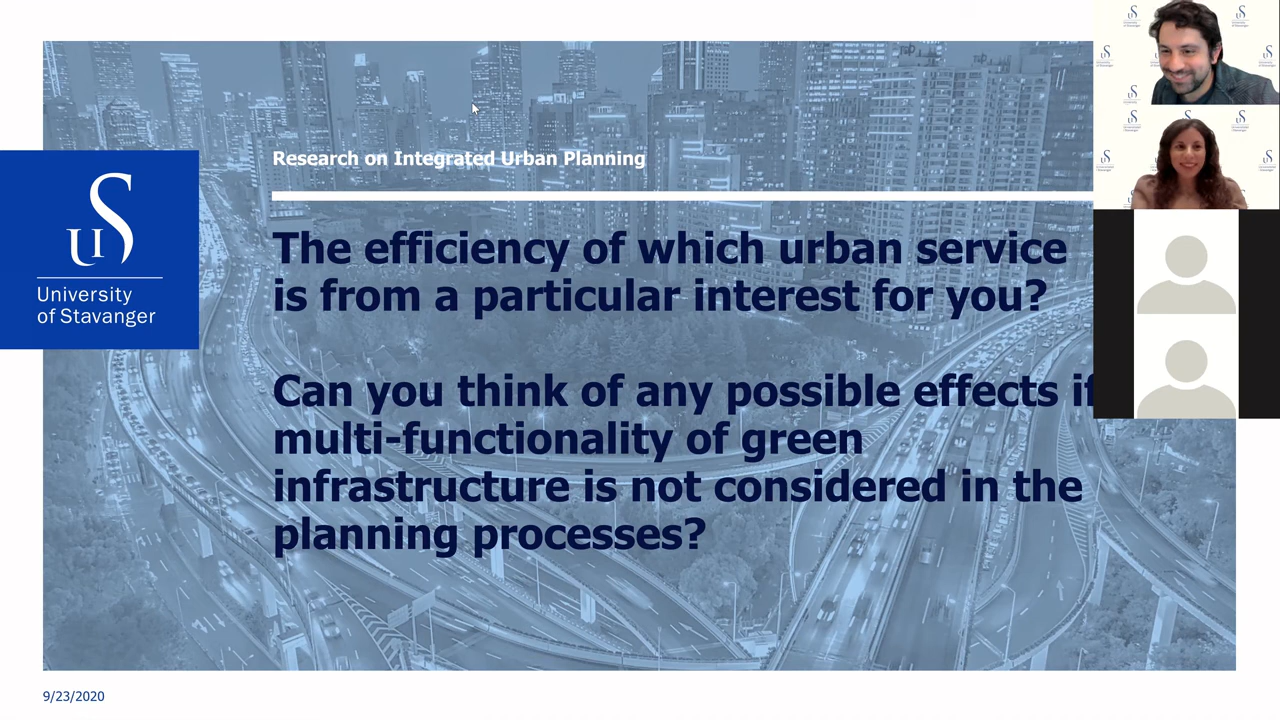 Research on Integrated Urban Planning
The efficiency of which urban service
is from a particular interest for you?
Can you think of any possible effects if
multi-functionality of green
infrastructure is not considered in the
planning processes?
US
University
of Stavanger
9/23/2020